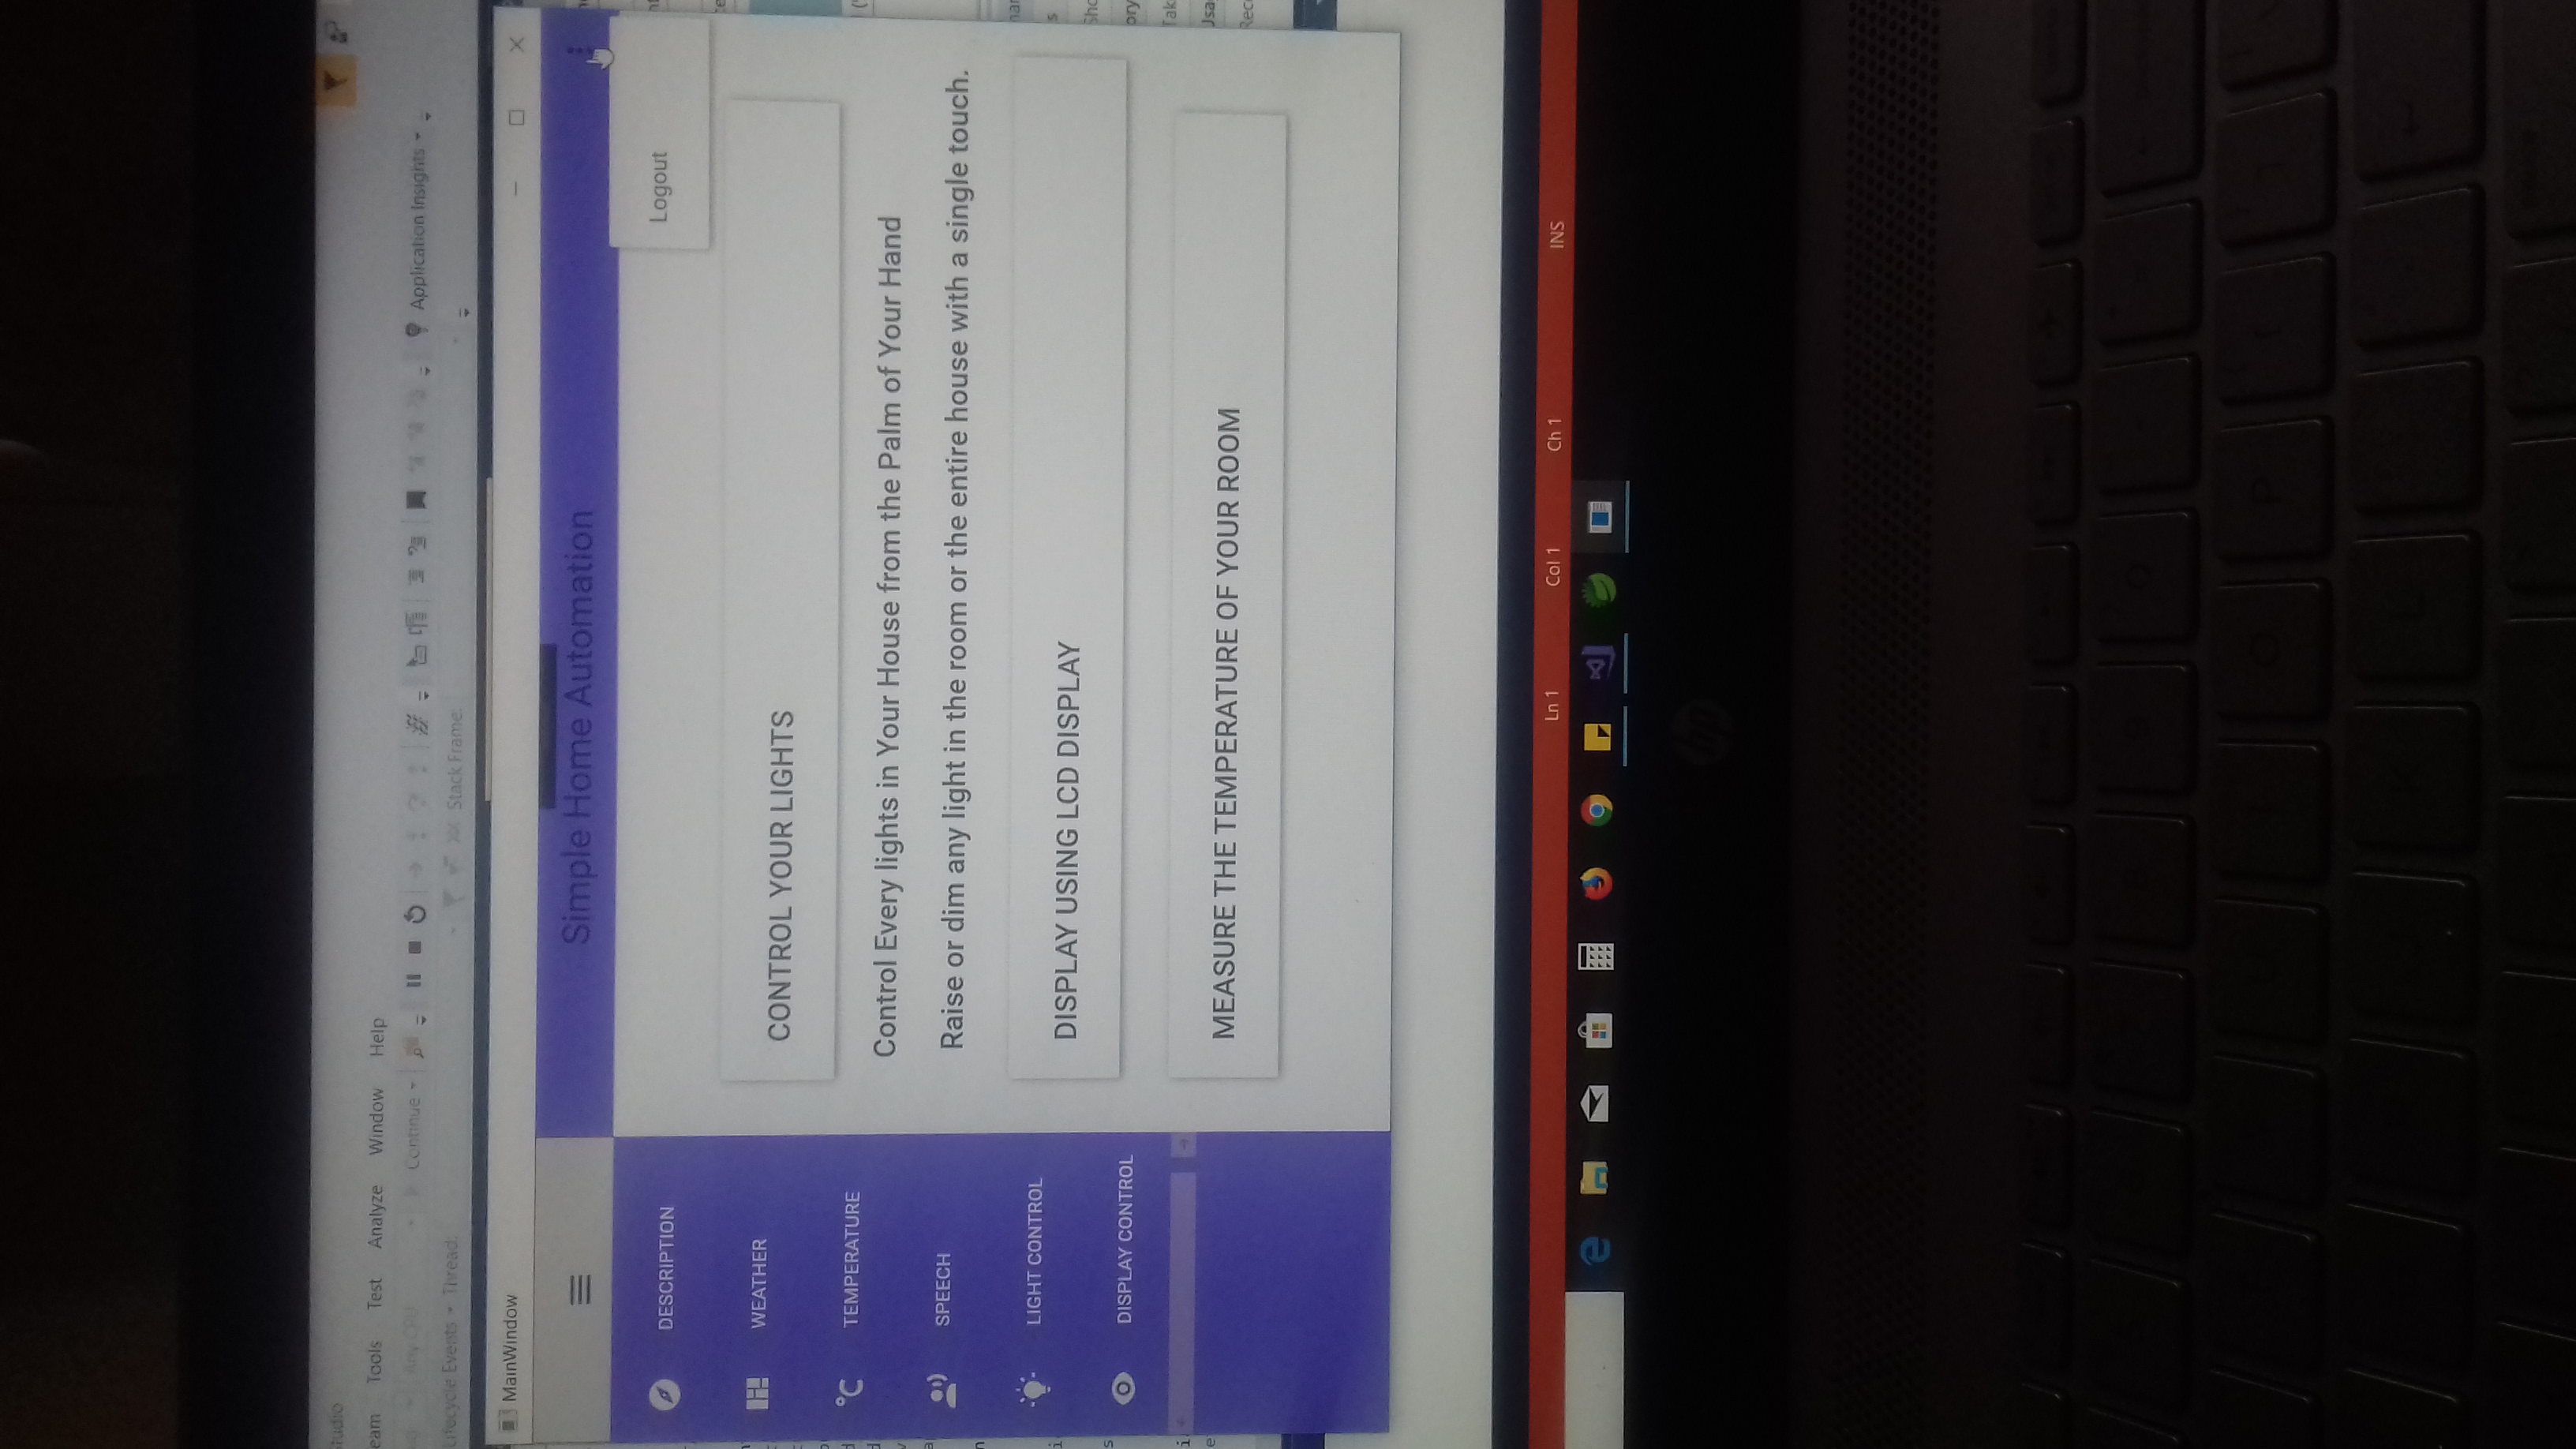 Studio
eam Tools Test Analyze Window Help
Any CPU Continue Application Insights
Lifecycle Events Thread: Stack Frame:
MainWindow
Simple Home Automation
Logout
DESCRIPTION
WEATHER
°C TEMPERATURE
SPEECH
LIGHT CONTROL
DISPLAY CONTROL
CONTROL YOUR LIGHTS
Control Every lights in Your House from the Palm of Your Hand
Raise or dim any light in the room or the entire house with a single touch.
DISPLAY USING LCD DISPLAY
MEASURE THE TEMPERATURE OF YOUR ROOM
Ln 1 Col 1 Ch 1 INS
hp
O P
L